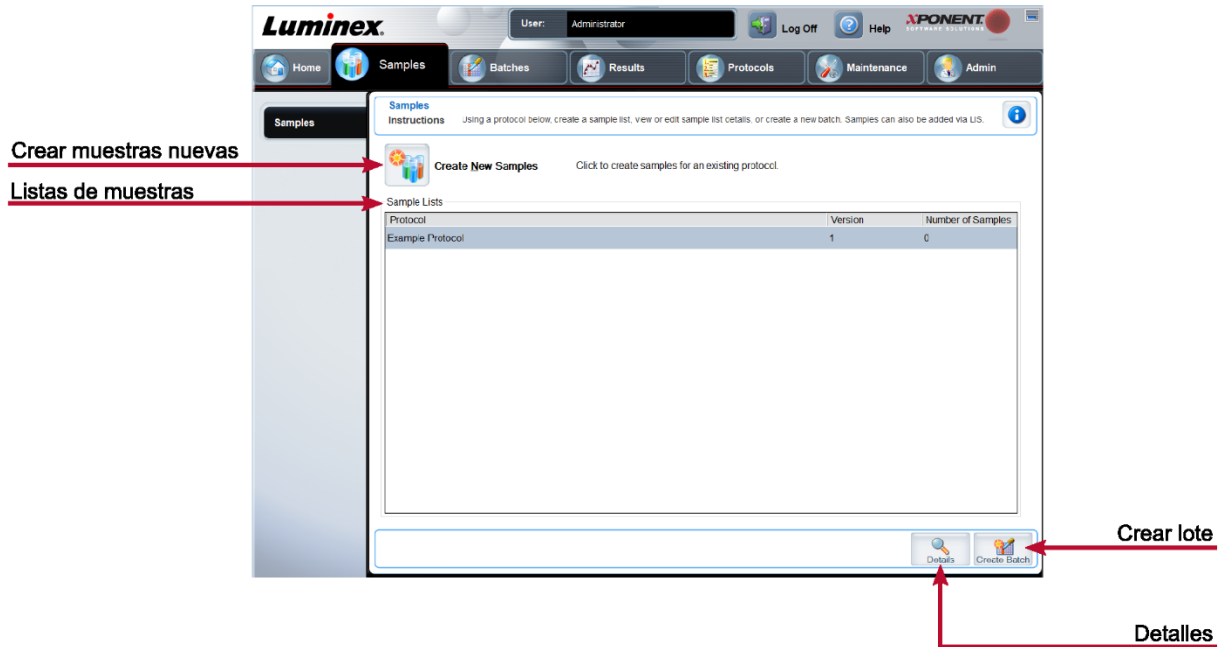 Luminex.
User: Administrator
Log Off
Help
XPONENT.
SOFTWARE SOLUTIONS
Home
Samples
Batches
Results
Protocols
Maintenance
Admin
Samples
Samples
Instructions Using a protocol below, create a sample list, view or edit sample list details, or create a new batch. Samples can also be added via LIS.
Crear muestras nuevas
Create New Samples Click to create samples for an existing protocol.
Listas de muestras
Sample Lists
Protocol Version Number of Samples
Example Protocol 1 0
Crear lote
Details
Create Batch
Detalles